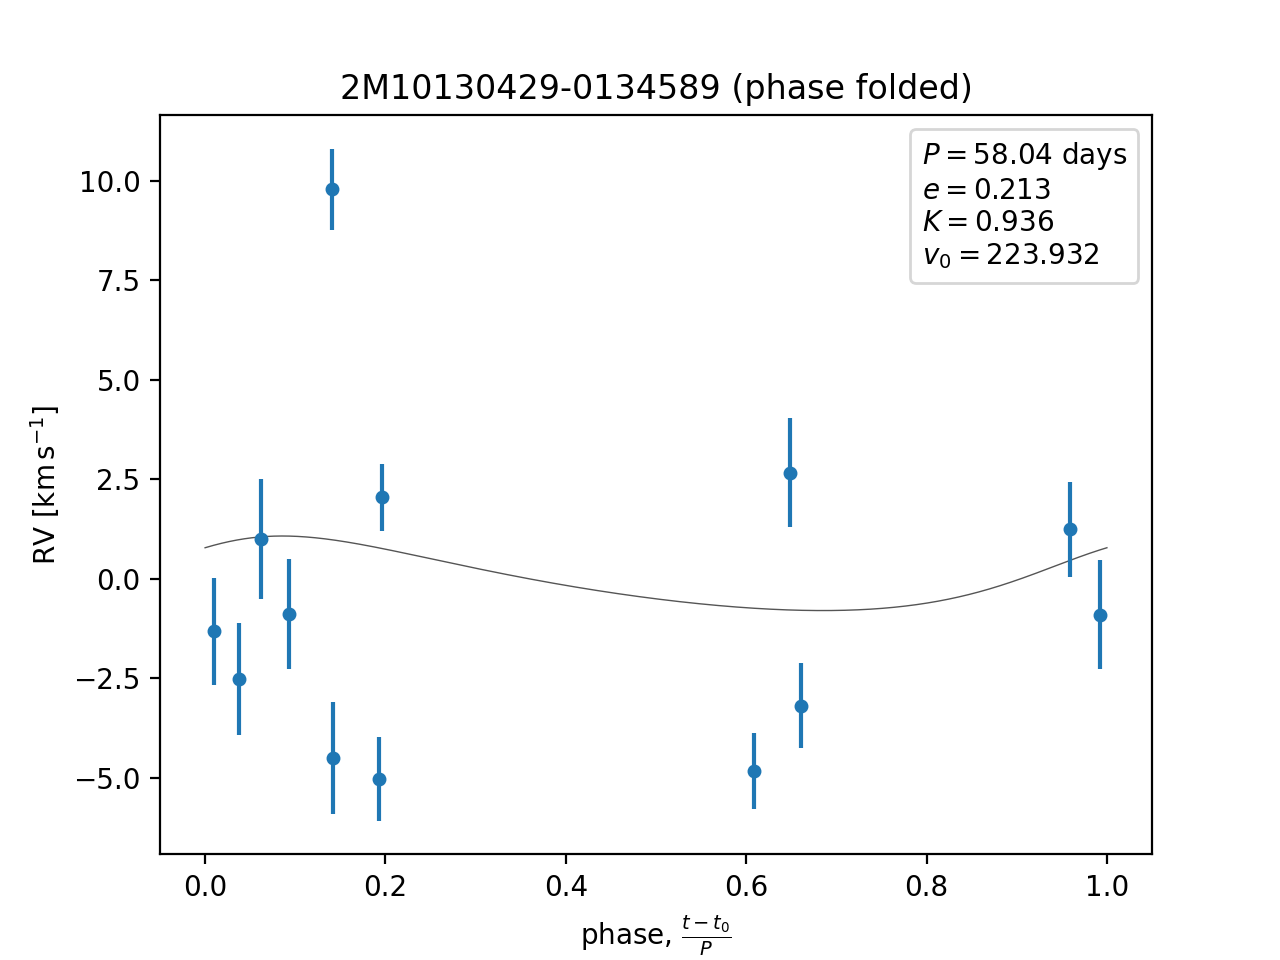 2M10130429-0134589 (phase folded)
P = 58.04 days
e = 0.213
K = 0.936
v₀ = 223.932
RV [km s⁻¹]
10.0
7.5
5.0
2.5
0.0
−2.5
−5.0
0.0 0.2 0.4 0.6 0.8 1.0
phase, (t − t₀)/P